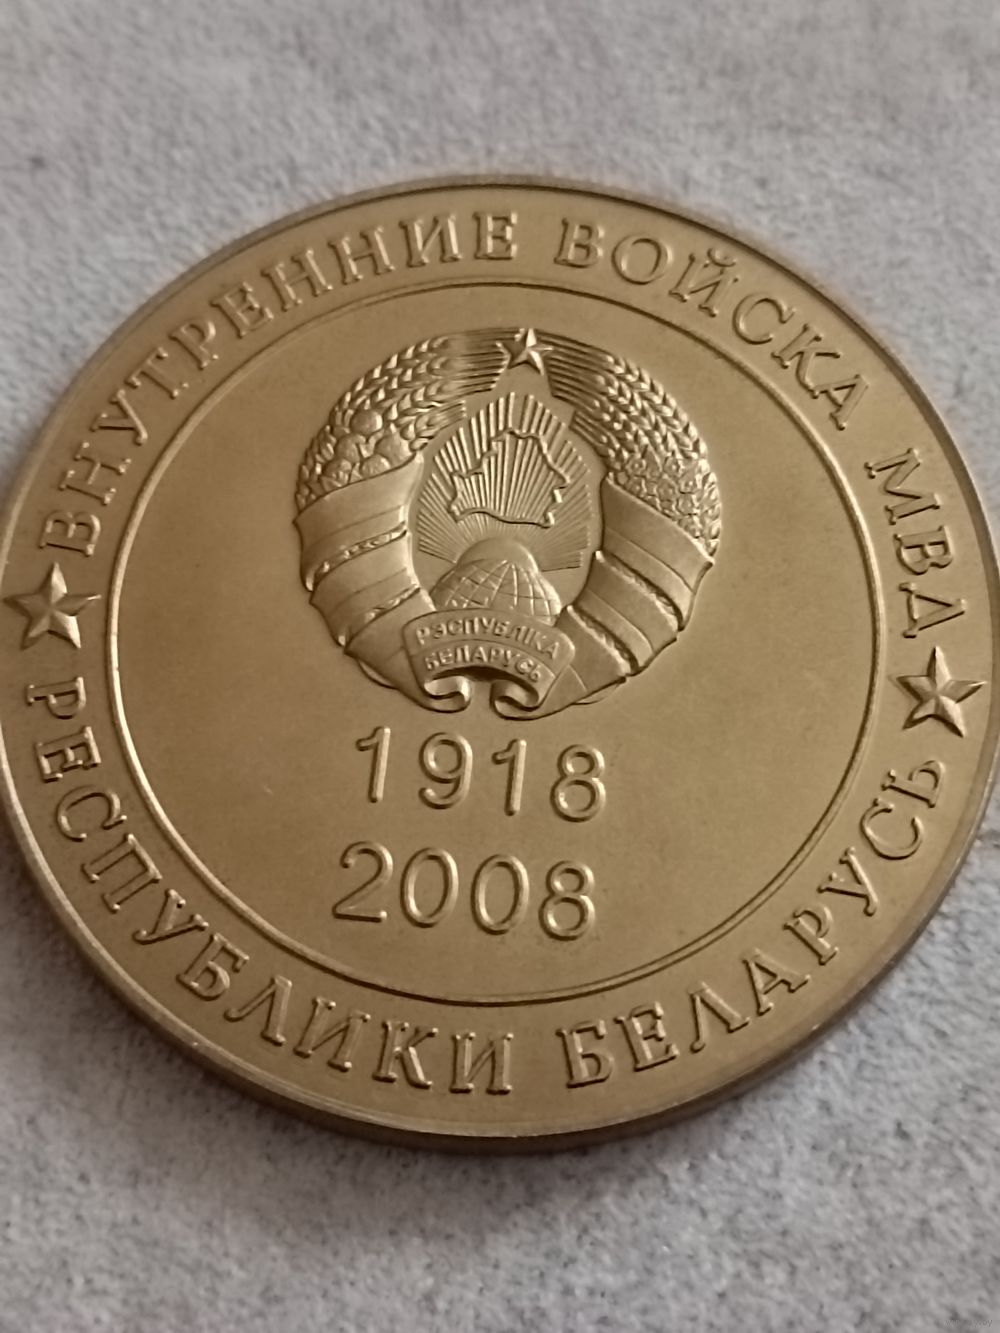 ВНУТРЕННИЕ ВОЙСКА МВД
РЭСПУБЛІКА
БЕЛАРУСЬ
1918
2008
РЕСПУБЛИКИ БЕЛАРУСЬ